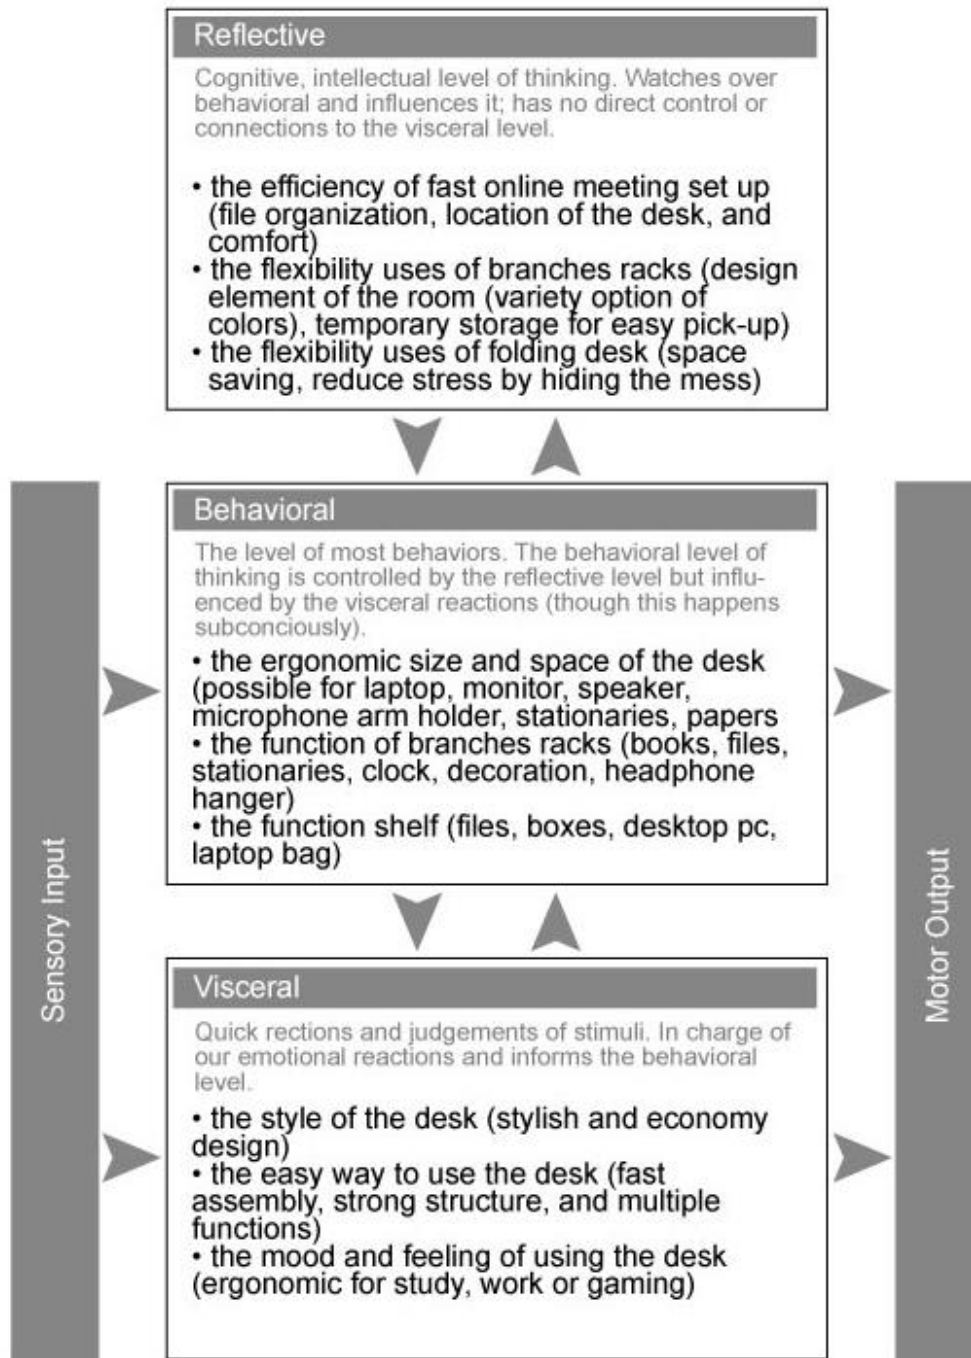 Reflective
Cognitive, intellectual level of thinking. Watches over
behavioral and influences it; has no direct control or
connections to the visceral level.
• the efficiency of fast online meeting set up
(file organization, location of the desk, and
comfort)
• the flexibility uses of branches racks (design
element of the room (variety option of
colors), temporary storage for easy pick-up)
• the flexibility uses of folding desk (space
saving, reduce stress by hiding the mess)
Sensory Input
Behavioral
The level of most behaviors. The behavioral level of
thinking is controlled by the reflective level but influ-
enced by the visceral reactions (though this happens
subconciously).
• the ergonomic size and space of the desk
(possible for laptop, monitor, speaker,
microphone arm holder, stationaries, papers
• the function of branches racks (books, files,
stationaries, clock, decoration, headphone
hanger)
• the function shelf (files, boxes, desktop pc,
laptop bag)
Motor Output
Visceral
Quick rections and judgements of stimuli. In charge of
our emotional reactions and informs the behavioral
level.
• the style of the desk (stylish and economy
design)
• the easy way to use the desk (fast
assembly, strong structure, and multiple
functions)
• the mood and feeling of using the desk
(ergonomic for study, work or gaming)